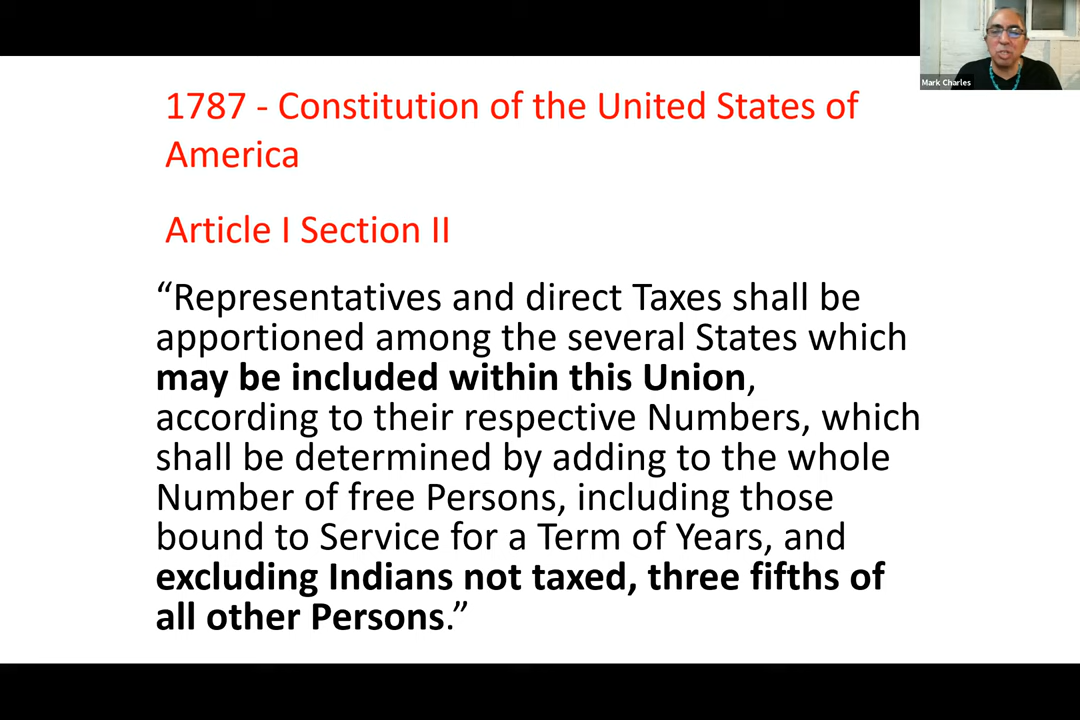 Mark Charles
1787 - Constitution of the United States of
America
Article I Section II
“Representatives and direct Taxes shall be
apportioned among the several States which
may be included within this Union,
according to their respective Numbers, which
shall be determined by adding to the whole
Number of free Persons, including those
bound to Service for a Term of Years, and
excluding Indians not taxed, three fifths of
all other Persons.”